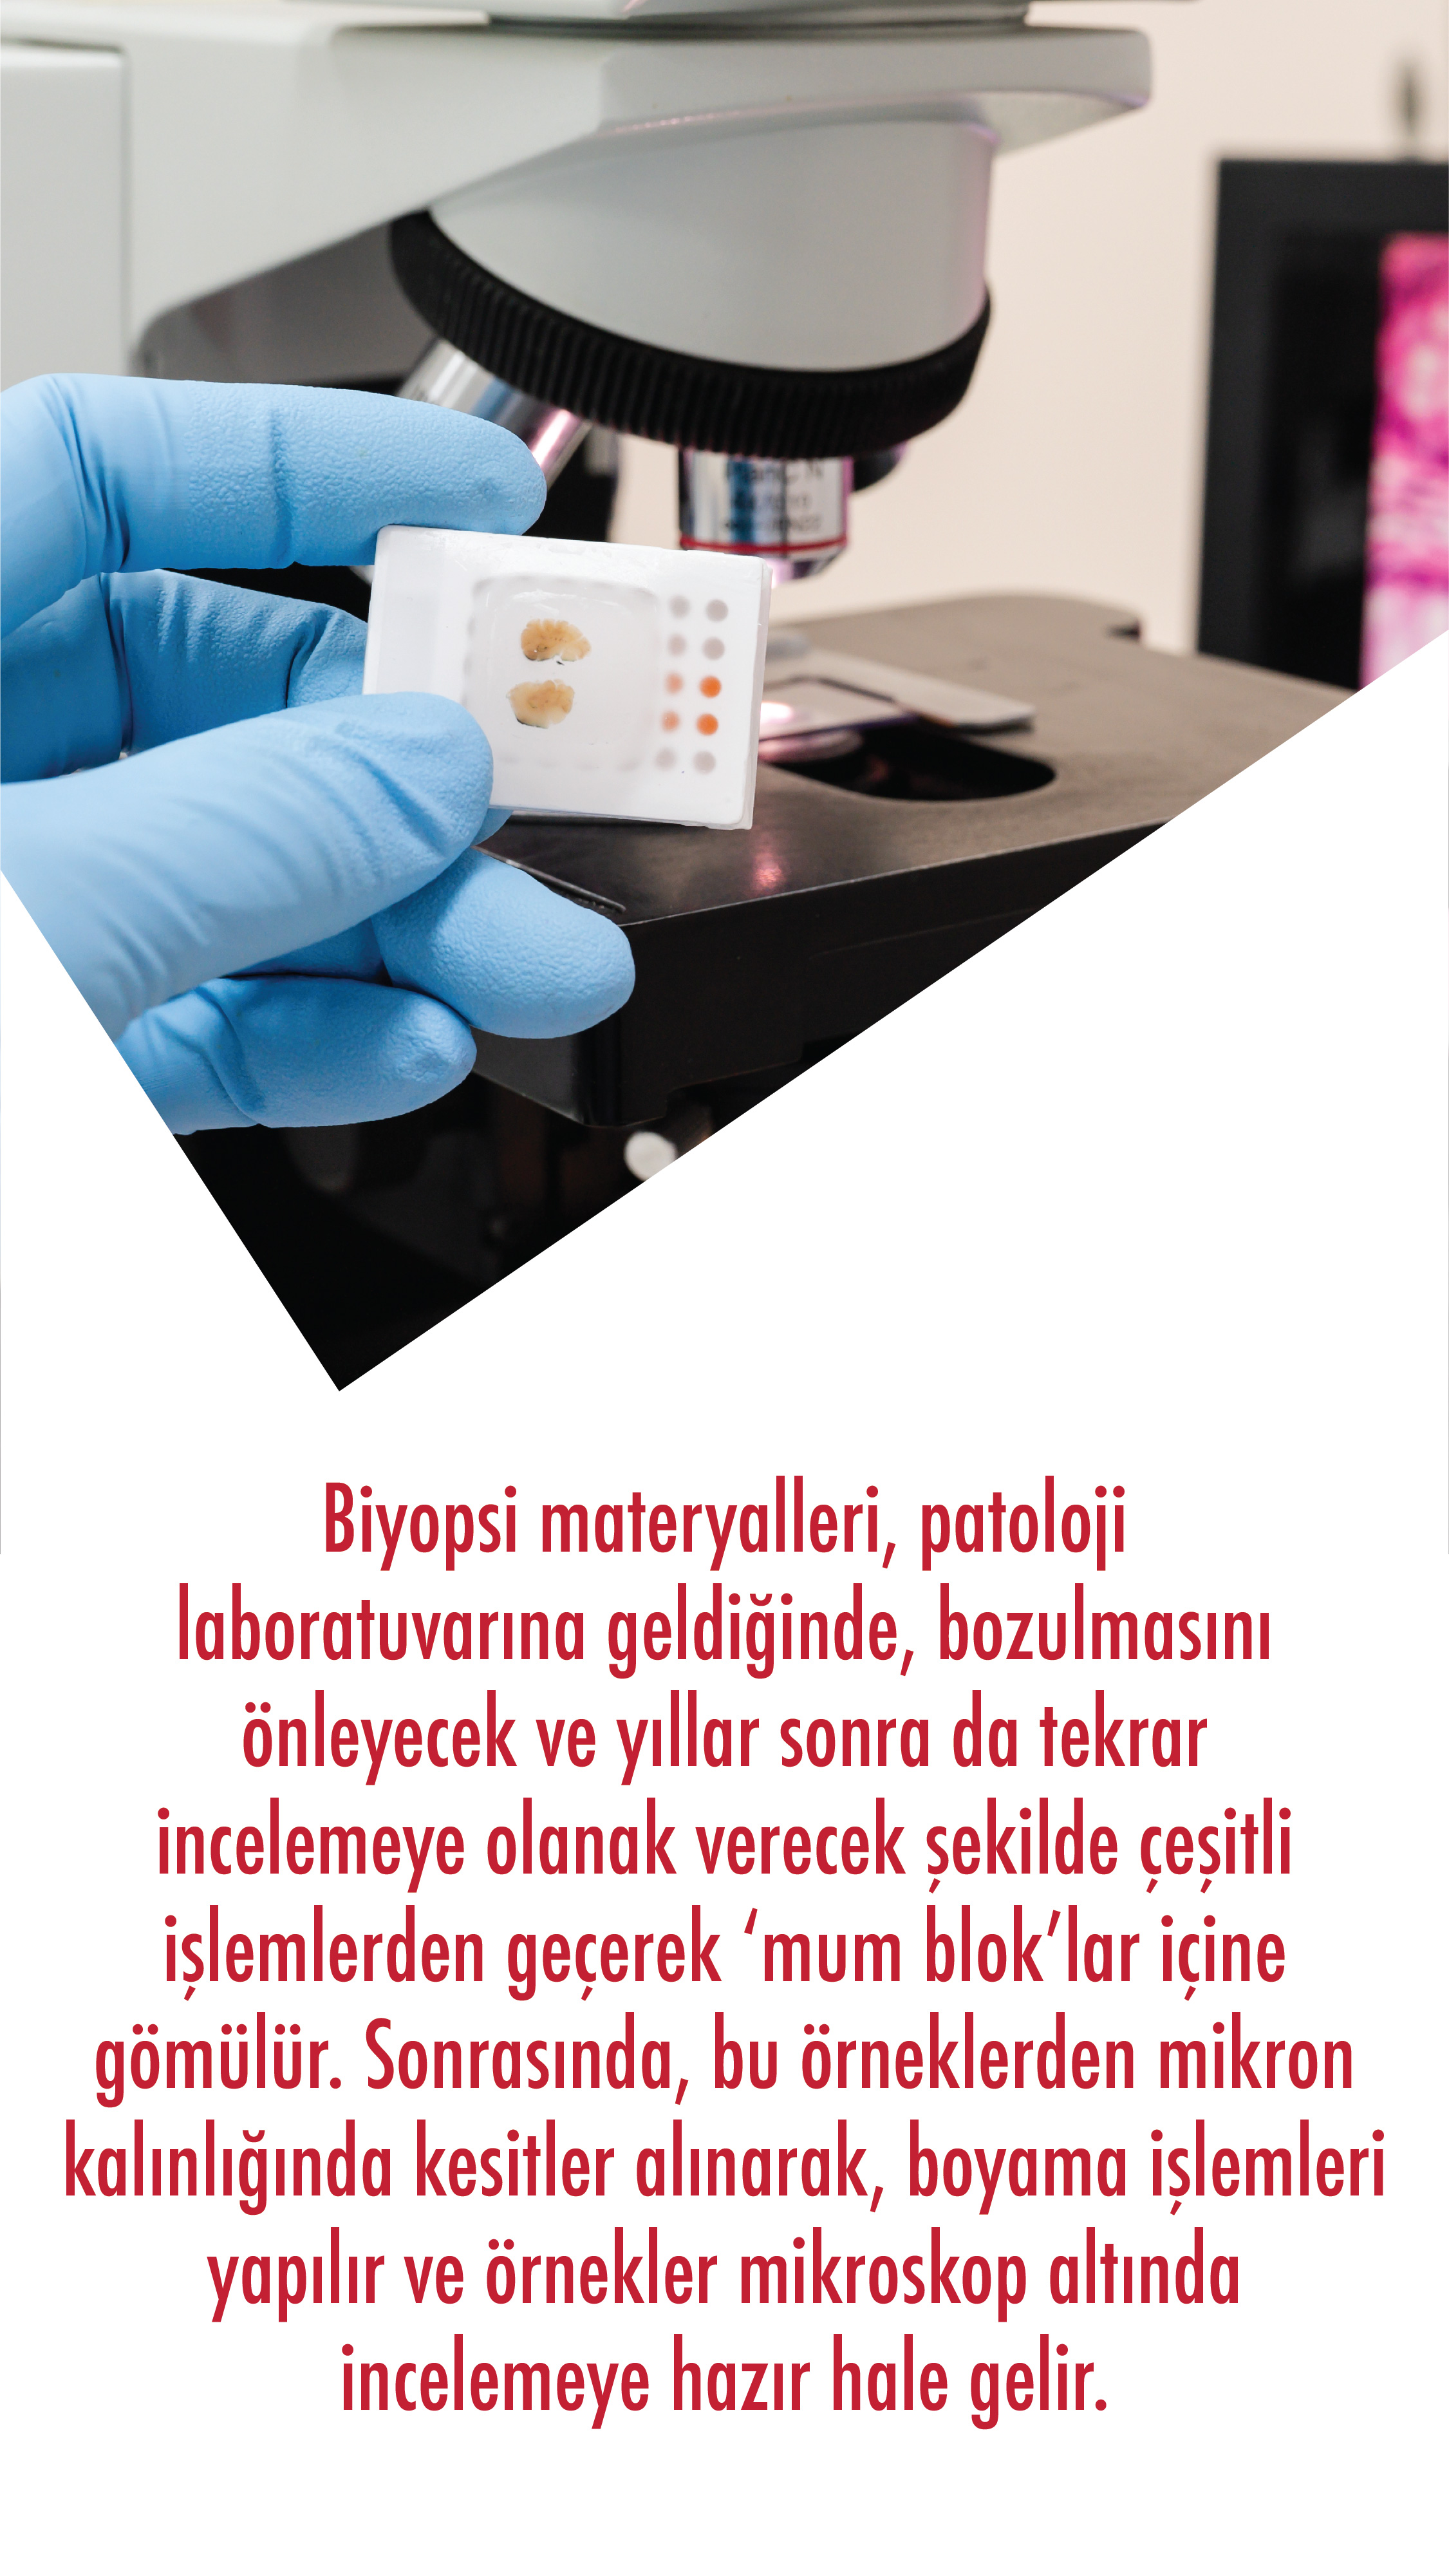 Biyopsi materyalleri, patoloji
laboratuvarına geldiğinde, bozulmasını
önleyecek ve yıllar sonra da tekrar
incelemeye olanak verecek şekilde çeşitli
işlemlerden geçerek ‘mum blok’lar içine
gömülür. Sonrasında, bu örneklerden mikron
kalınlığında kesitler alınarak, boyama işlemleri
yapılır ve örnekler mikroskop altında
incelemeye hazır hale gelir.